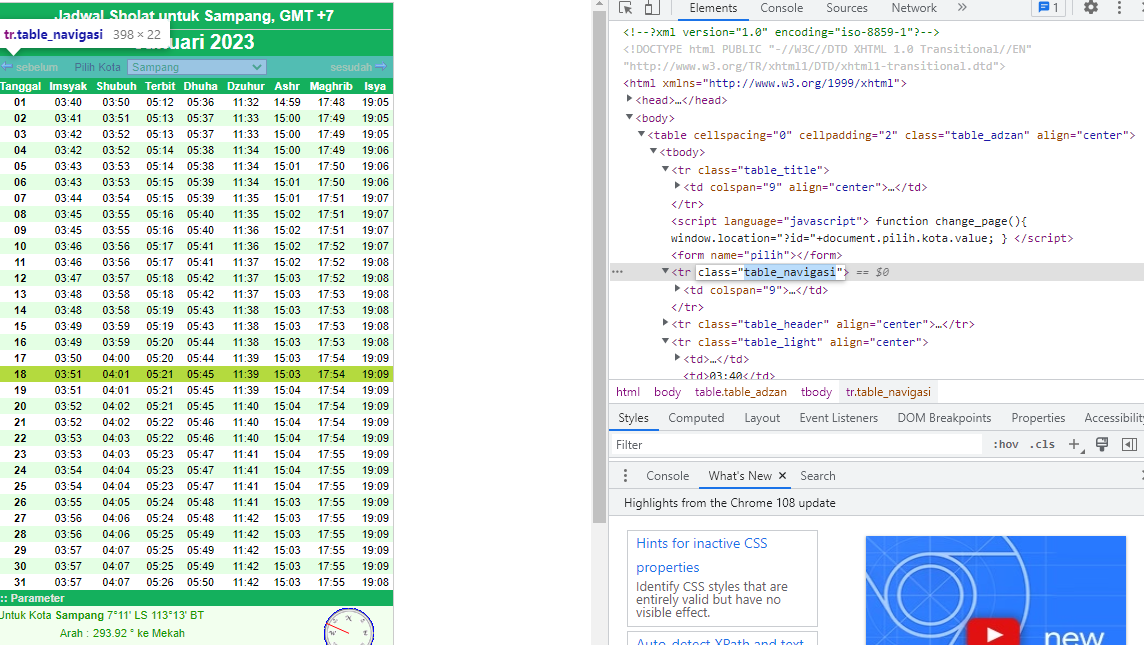 Jadwal Sholat untuk Sampang, GMT +7
tr.table_navigasi 398 × 22
2023
sebelum Pilih Kota Sampang sesudah
Tanggal Imsyak Shubuh Terbit Dhuha Dzuhur Ashr Maghrib Isya
01 03:40 03:50 05:12 05:36 11:32 14:59 17:48 19:05
02 03:41 03:51 05:13 05:37 11:33 15:00 17:49 19:05
03 03:42 03:52 05:13 05:37 11:33 15:00 17:49 19:05
04 03:42 03:52 05:14 05:38 11:34 15:00 17:49 19:06
05 03:43 03:53 05:14 05:38 11:34 15:01 17:50 19:06
06 03:43 03:53 05:15 05:39 11:34 15:01 17:50 19:06
07 03:44 03:54 05:15 05:39 11:35 15:01 17:51 19:07
08 03:45 03:55 05:16 05:40 11:35 15:02 17:51 19:07
09 03:45 03:55 05:16 05:40 11:36 15:02 17:51 19:07
10 03:46 03:56 05:17 05:41 11:36 15:02 17:52 19:07
11 03:46 03:56 05:17 05:41 11:37 15:02 17:52 19:08
12 03:47 03:57 05:18 05:42 11:37 15:03 17:52 19:08
13 03:48 03:58 05:18 05:42 11:37 15:03 17:53 19:08
14 03:48 03:58 05:19 05:43 11:38 15:03 17:53 19:08
15 03:49 03:59 05:19 05:43 11:38 15:03 17:53 19:08
16 03:49 03:59 05:20 05:44 11:38 15:03 17:53 19:08
17 03:50 04:00 05:20 05:44 11:39 15:03 17:54 19:09
18 03:51 04:01 05:21 05:45 11:39 15:03 17:54 19:09
19 03:51 04:01 05:21 05:45 11:39 15:04 17:54 19:09
20 03:52 04:02 05:21 05:45 11:40 15:04 17:54 19:09
21 03:52 04:02 05:22 05:46 11:40 15:04 17:54 19:09
22 03:53 04:03 05:22 05:46 11:40 15:04 17:54 19:09
23 03:53 04:03 05:23 05:47 11:41 15:04 17:55 19:09
24 03:54 04:04 05:23 05:47 11:41 15:04 17:55 19:09
25 03:54 04:04 05:23 05:47 11:41 15:04 17:55 19:09
26 03:55 04:05 05:24 05:48 11:41 15:03 17:55 19:09
27 03:56 04:06 05:24 05:48 11:42 15:03 17:55 19:09
28 03:56 04:06 05:25 05:49 11:42 15:03 17:55 19:09
29 03:57 04:07 05:25 05:49 11:42 15:03 17:55 19:09
30 03:57 04:07 05:25 05:49 11:42 15:03 17:55 19:09
31 03:57 04:07 05:26 05:50 11:42 15:03 17:55 19:08
:: Parameter
Untuk Kota Sampang 7°11' LS 113°13' BT
Arah : 293.92 ° ke Mekah
Elements Console Sources Network » 1
<!--?xml version="1.0" encoding="iso-8859-1"?-->
<!DOCTYPE html PUBLIC "-//W3C//DTD XHTML 1.0 Transitional//EN"
"http://www.w3.org/TR/xhtml1/DTD/xhtml1-transitional.dtd">
<html xmlns="http://www.w3.org/1999/xhtml">
<head>…</head>
<body>
<table cellspacing="0" cellpadding="2" class="table_adzan" align="center">
<tbody>
<tr class="table_title">
<td colspan="9" align="center">…</td>
</tr>
<script language="javascript"> function change_page(){
window.location="?id="+document.pilih.kota.value; } </script>
<form name="pilih"></form>
<tr class="table_navigasi"> == $0
<td colspan="9">…</td>
</tr>
<tr class="table_header" align="center">…</tr>
<tr class="table_light" align="center">
<td>…</td>
<td>03:40</td>
html body table.table_adzan tbody tr.table_navigasi
Styles Computed Layout Event Listeners DOM Breakpoints Properties Accessibility
Filter :hov .cls +
Console What's New × Search
Highlights from the Chrome 108 update
Hints for inactive CSS
properties
Identify CSS styles that are
entirely valid but have no
visible effect.
Auto-detect XPath and text
new